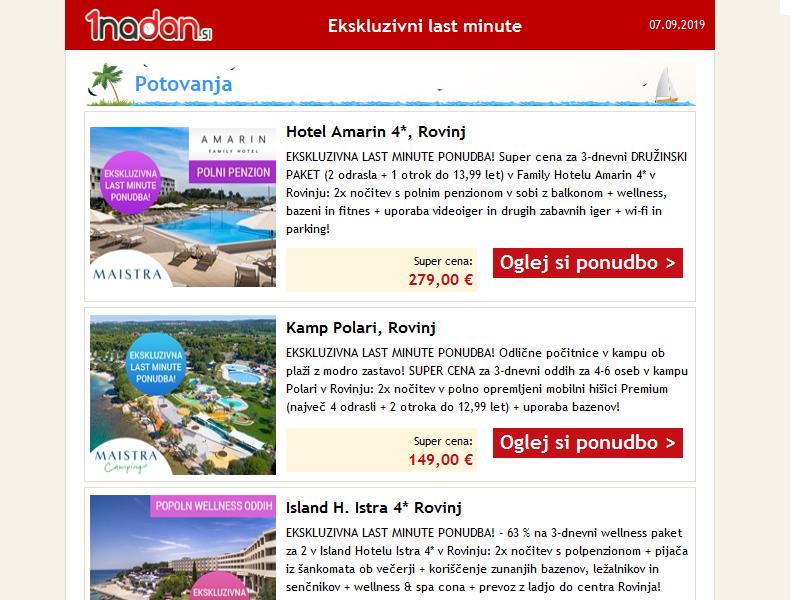 1nadan.si
Ekskluzivni last minute
07.09.2019
Potovanja
AMARIN
FAMILY HOTEL
POLNI PENZION
EKSKLUZIVNA
LAST MINUTE
PONUDBA!
MAISTRA
Hotel Amarin 4*, Rovinj
EKSKLUZIVNA LAST MINUTE PONUDBA! Super cena za 3-dnevni DRUŽINSKI
PAKET (2 odrasla + 1 otrok do 13,99 let) v Family Hotelu Amarin 4* v
Rovinju: 2x nočitev s polnim penzionom v sobi z balkonom + wellness,
bazeni in fitnes + uporaba videoiger in drugih zabavnih iger + wi-fi in
parking!
Super cena:
279,00 €
Oglej si ponudbo >
EKSKLUZIVNA
LAST MINUTE
PONUDBA!
MAISTRA
Camping
Kamp Polari, Rovinj
EKSKLUZIVNA LAST MINUTE PONUDBA! Odlične počitnice v kampu ob
plaži z modro zastavo! SUPER CENA za 3-dnevni oddih za 4-6 oseb v kampu
Polari v Rovinju: 2x nočitev v polno opremljeni mobilni hišici Premium
(največ 4 odrasli + 2 otroka do 12,99 let) + uporaba bazenov!
Super cena:
149,00 €
Oglej si ponudbo >
POPOLN WELLNESS ODDIH
EKSKLUZIVNA
Island H. Istra 4* Rovinj
EKSKLUZIVNA LAST MINUTE PONUDBA! - 63 % na 3-dnevni wellness paket
za 2 v Island Hotelu Istra 4* v Rovinju: 2x nočitev s polpenzionom + pijača
iz šankomata ob večerji + koriščenje zunanjih bazenov, ležalnikov in
senčnikov + wellness & spa cona + prevoz z ladjo do centra Rovinja!